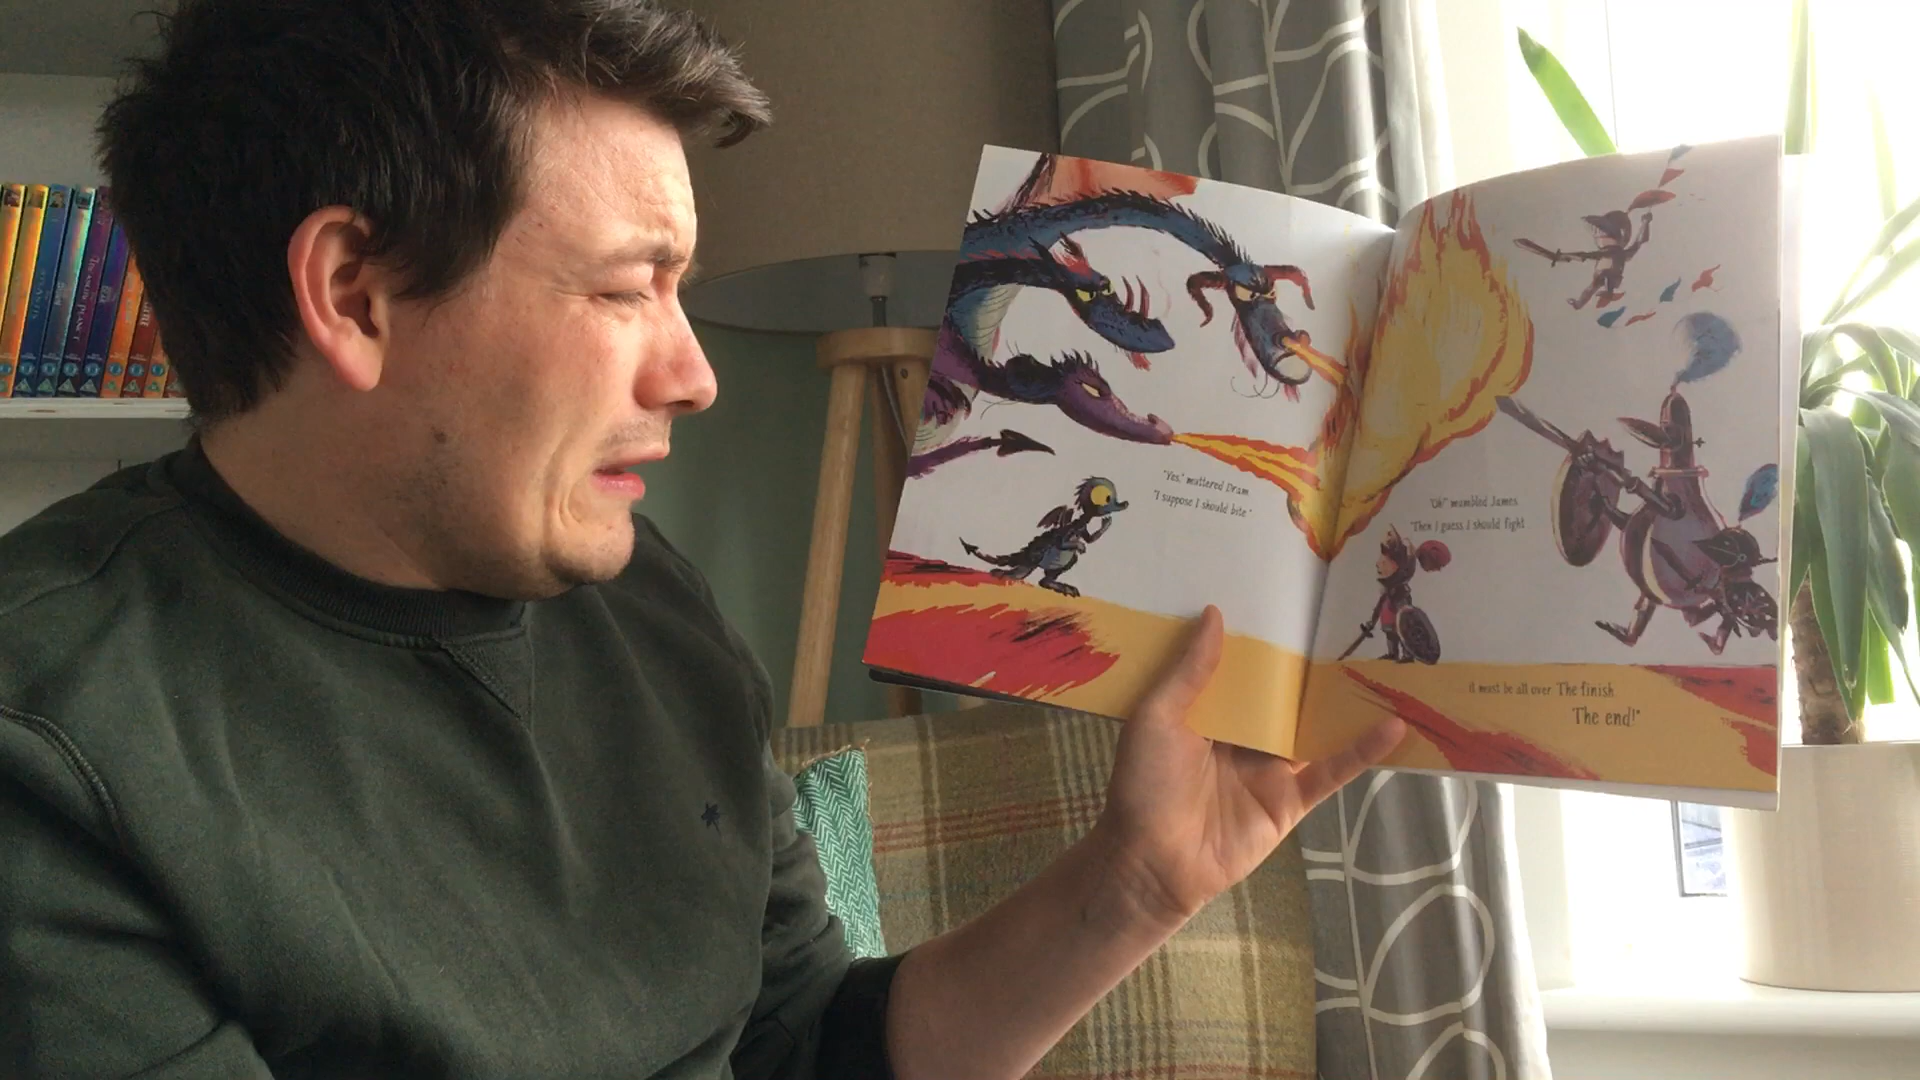 "Yes," muttered Dram
"I suppose I should bite"
"Oh!" mumbled James.
"Then I guess I should fight
it must be all over The finish
The end!"